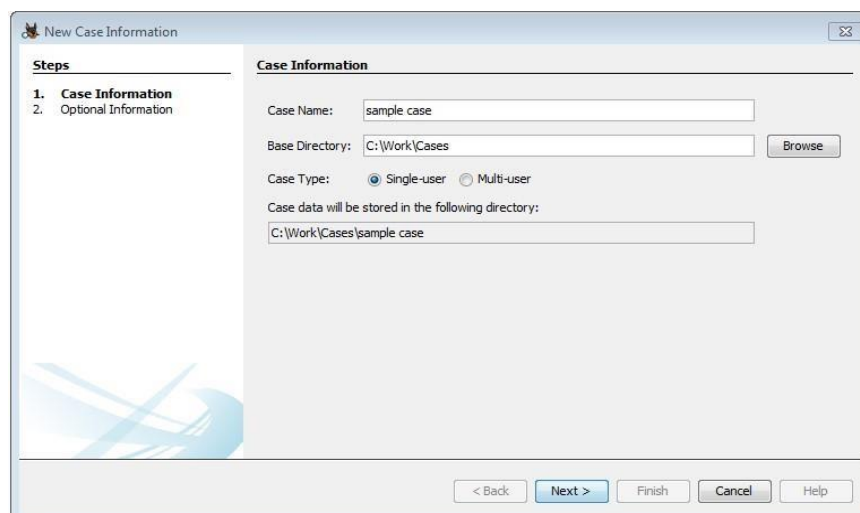 New Case Information
Steps
1. Case Information
2. Optional Information
Case Information
Case Name: sample case
Base Directory: C:\Work\Cases Browse
Case Type: Single-user Multi-user
Case data will be stored in the following directory:
C:\Work\Cases\sample case
< Back Next > Finish Cancel Help